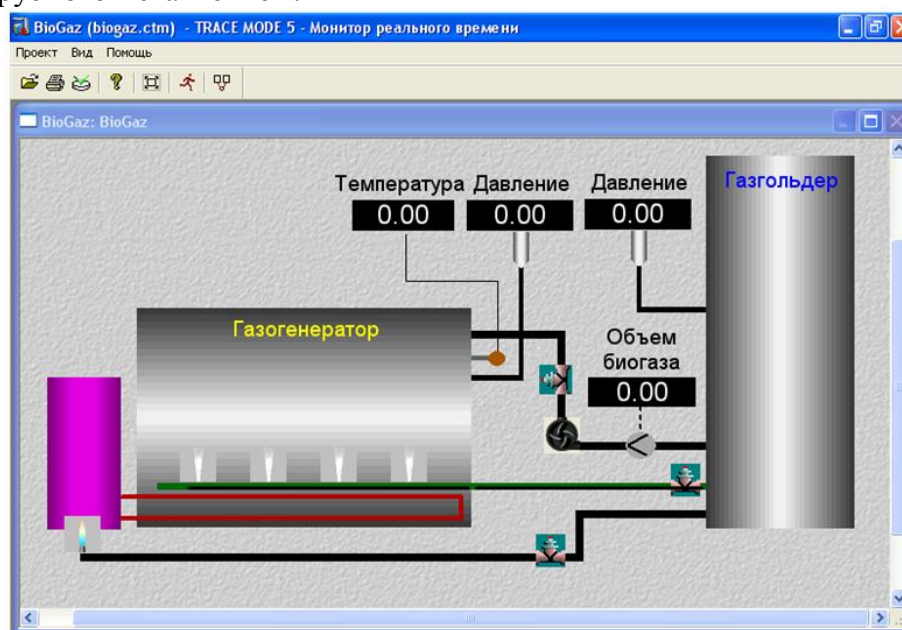 BioGaz (biogaz.ctm) - TRACE MODE 5 - Монитор реального времени
Проект Вид Помощь
BioGaz: BioGaz
Температура Давление Давление Газгольдер
0.00 0.00 0.00
Газогенератор
Объем
биогаза
0.00